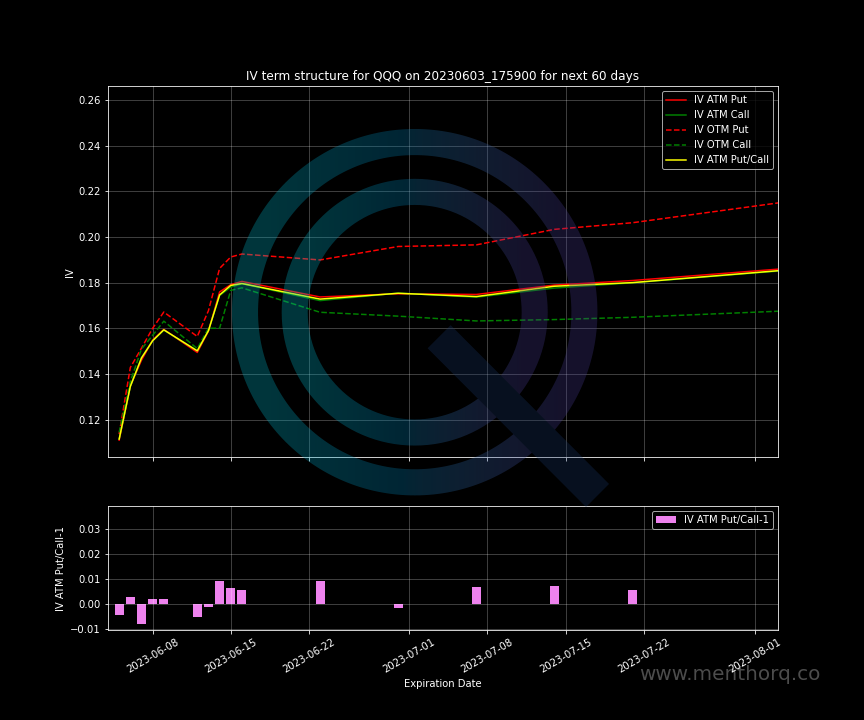 IV term structure for QQQ on 20230603_175900 for next 60 days
IV ATM Put
IV ATM Call
IV OTM Put
IV OTM Call
IV ATM Put/Call
0.26
0.24
0.22
0.20
0.18
0.16
0.14
0.12
IV
IV ATM Put/Call-1
0.03
0.02
0.01
0.00
−0.01
IV ATM Put/Call-1
2023-06-08
2023-06-15
2023-06-22
2023-07-01
2023-07-08
2023-07-15
2023-07-22
2023-08-01
Expiration Date
www.menthorq.co